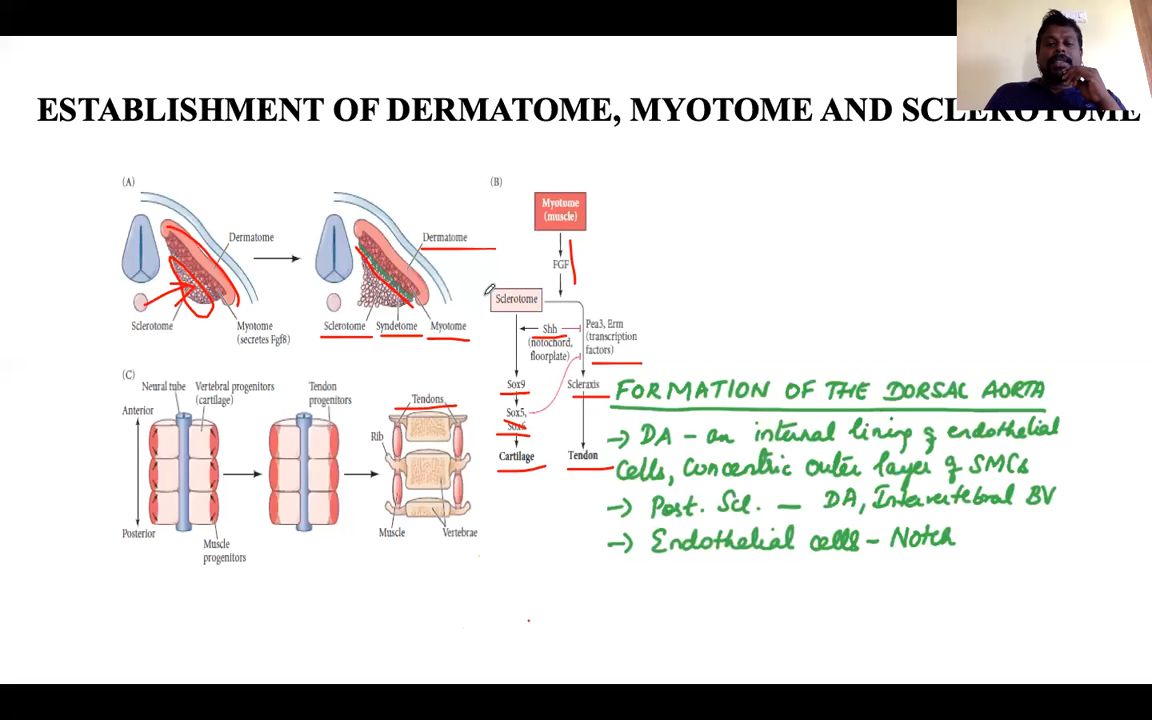 ESTABLISHMENT OF DERMATOME, MYOTOME AND SCLEROTOME
(A)
Dermatome
Sclerotome
Myotome
(secretes Fgf8)
Dermatome
Sclerotome
Syndetome
Myotome
(B)
Myotome
(muscle)
FGF
Sclerotome
Shh
(notochord,
floorplate)
Pea3, Erm
(transcription
factors)
Sox9
Sox5,
Sox6
Cartilage
Scleraxis
Tendon
(C)
Neural tube
Vertebral progenitors
(cartilage)
Anterior
Posterior
Muscle
progenitors
Tendon
progenitors
Tendons
Rib
Muscle
Vertebrae
FORMATION OF THE DORSAL AORTA
→ DA - an internal lining of endothelial
cells, concentric outer layer of SMCs
→ Post. Scl. — DA, Intervertebral BV
→ Endothelial cells - Notch